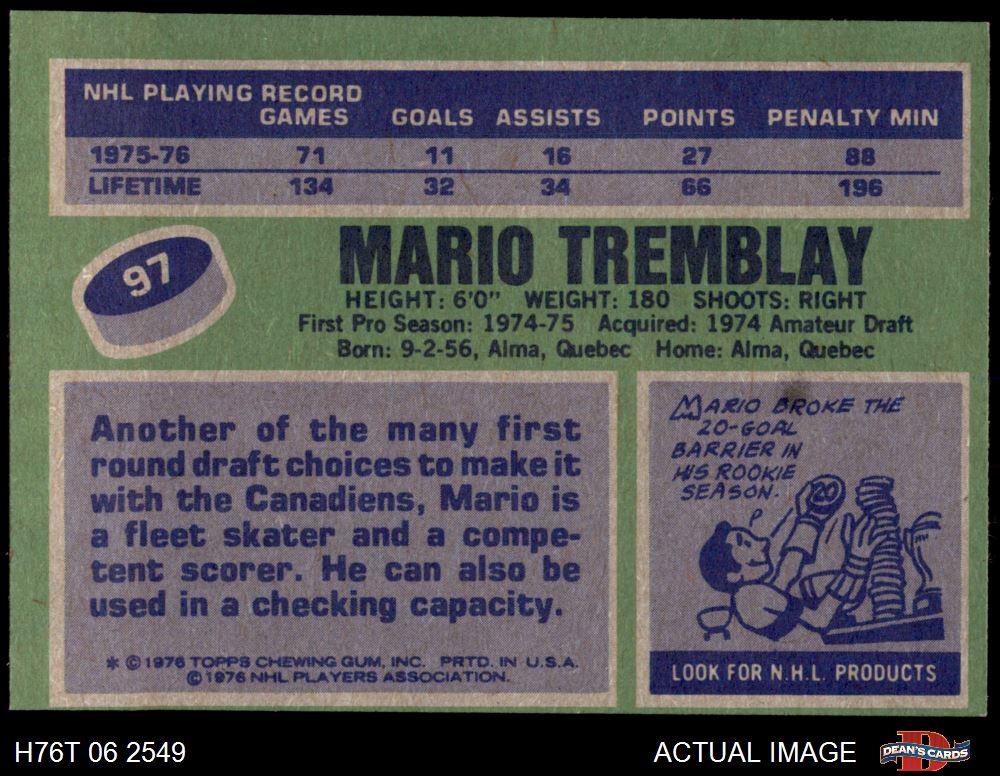 NHL PLAYING RECORD
GAMES GOALS ASSISTS POINTS PENALTY MIN
1975-76 71 11 16 27 88
LIFETIME 134 32 34 66 196
97
MARIO TREMBLAY
HEIGHT: 6'0" WEIGHT: 180 SHOOTS: RIGHT
First Pro Season: 1974-75 Acquired: 1974 Amateur Draft
Born: 9-2-56, Alma, Quebec Home: Alma, Quebec
Another of the many first
round draft choices to make it
with the Canadiens, Mario is
a fleet skater and a compe-
tent scorer. He can also be
used in a checking capacity.
* © 1976 TOPPS CHEWING GUM, INC. PRTD. IN U.S.A.
© 1976 NHL PLAYERS ASSOCIATION.
MARIO BROKE THE
20-GOAL
BARRIER IN
HIS ROOKIE
SEASON.
20
LOOK FOR N.H.L. PRODUCTS
H76T 06 2549
ACTUAL IMAGE
DEAN'S CARDS